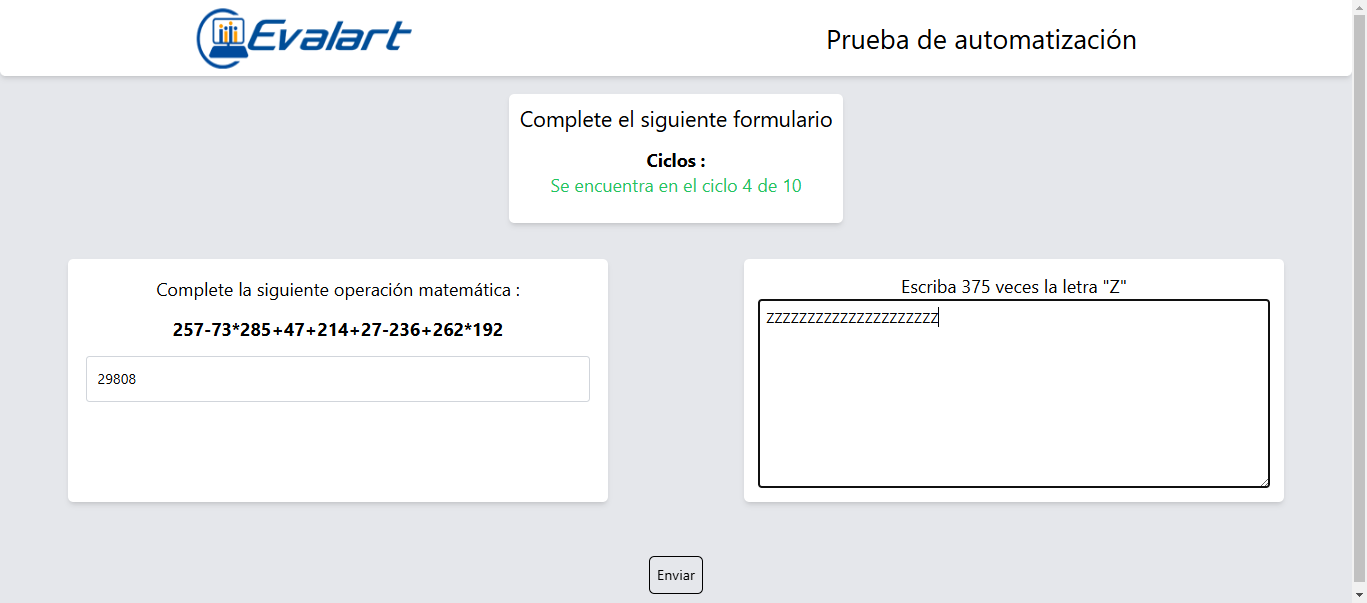 Evalart
Prueba de automatización
Complete el siguiente formulario
Ciclos :
Se encuentra en el ciclo 4 de 10
Complete la siguiente operación matemática :
257-73*285+47+214+27-236+262*192
29808
Escriba 375 veces la letra "Z"
ZZZZZZZZZZZZZZZZZZZZZ
Enviar